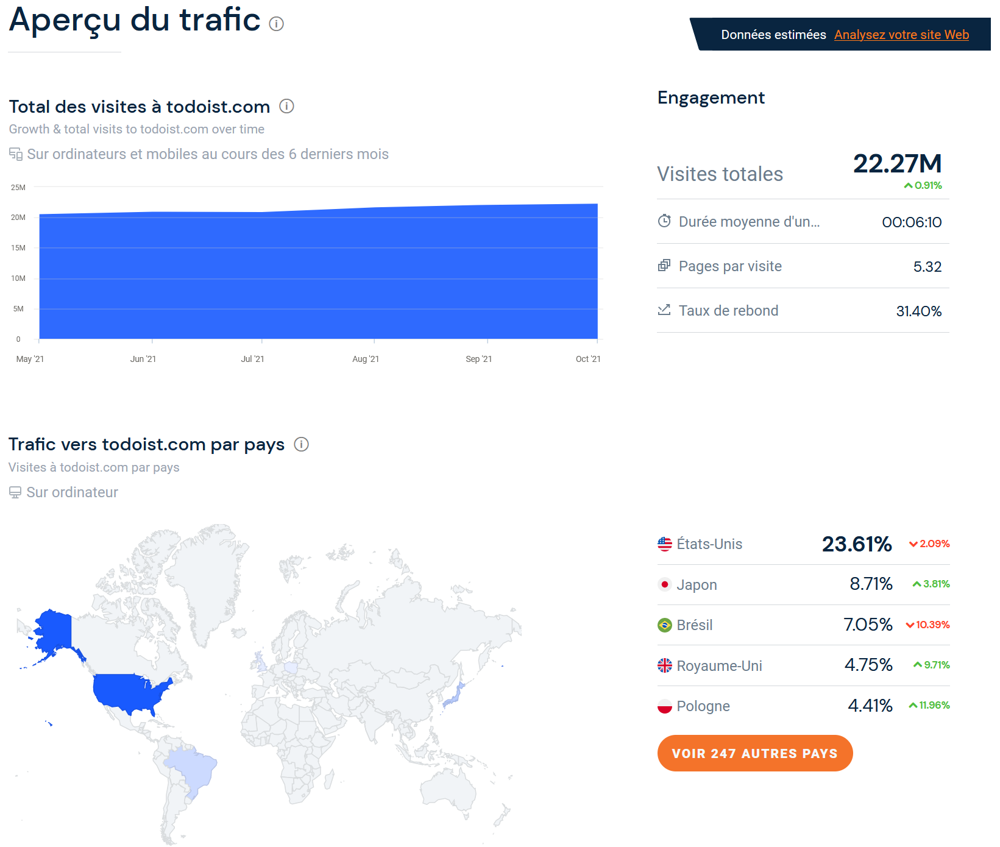 Aperçu du trafic
Données estimées Analysez votre site Web
Total des visites à todoist.com
Growth & total visits to todoist.com over time
Sur ordinateurs et mobiles au cours des 6 derniers mois
25M
20M
15M
10M
5M
0
May '21 Jun '21 Jul '21 Aug '21 Sep '21 Oct '21
Engagement
Visites totales 22.27M
0.91%
Durée moyenne d'un... 00:06:10
Pages par visite 5.32
Taux de rebond 31.40%
Trafic vers todoist.com par pays
Visites à todoist.com par pays
Sur ordinateur
États-Unis 23.61% 2.09%
Japon 8.71% 3.81%
Brésil 7.05% 10.39%
Royaume-Uni 4.75% 9.71%
Pologne 4.41% 11.96%
VOIR 247 AUTRES PAYS